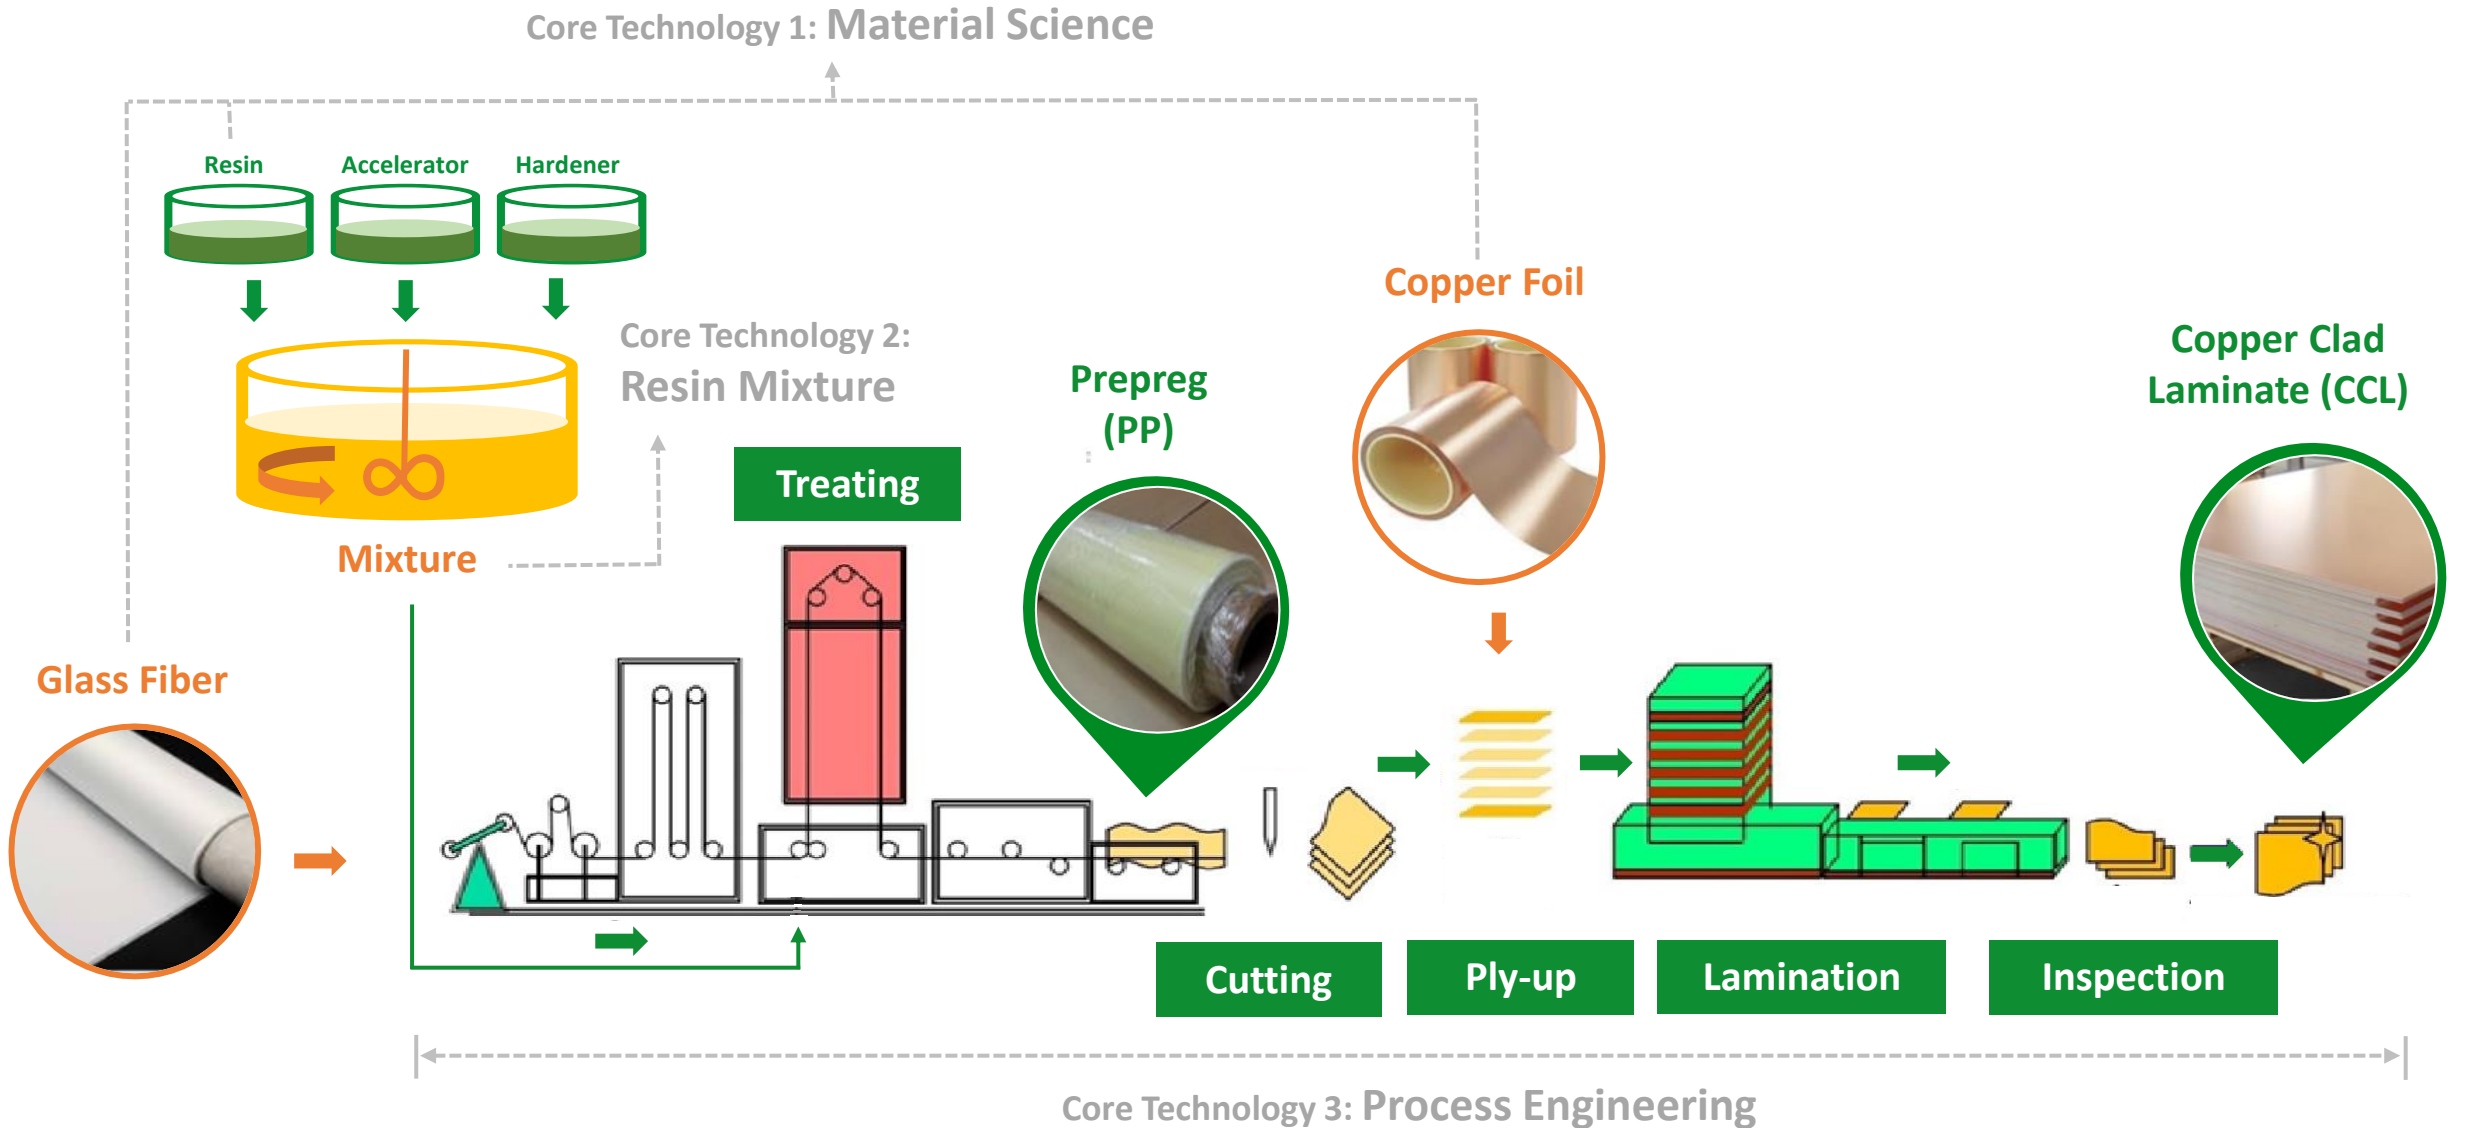 Core Technology 1: Material Science
Resin
Accelerator
Hardener
Core Technology 2:
Resin Mixture
Mixture
Glass Fiber
Treating
Prepreg
(PP)
Copper Foil
Copper Clad
Laminate (CCL)
Cutting
Ply-up
Lamination
Inspection
Core Technology 3: Process Engineering